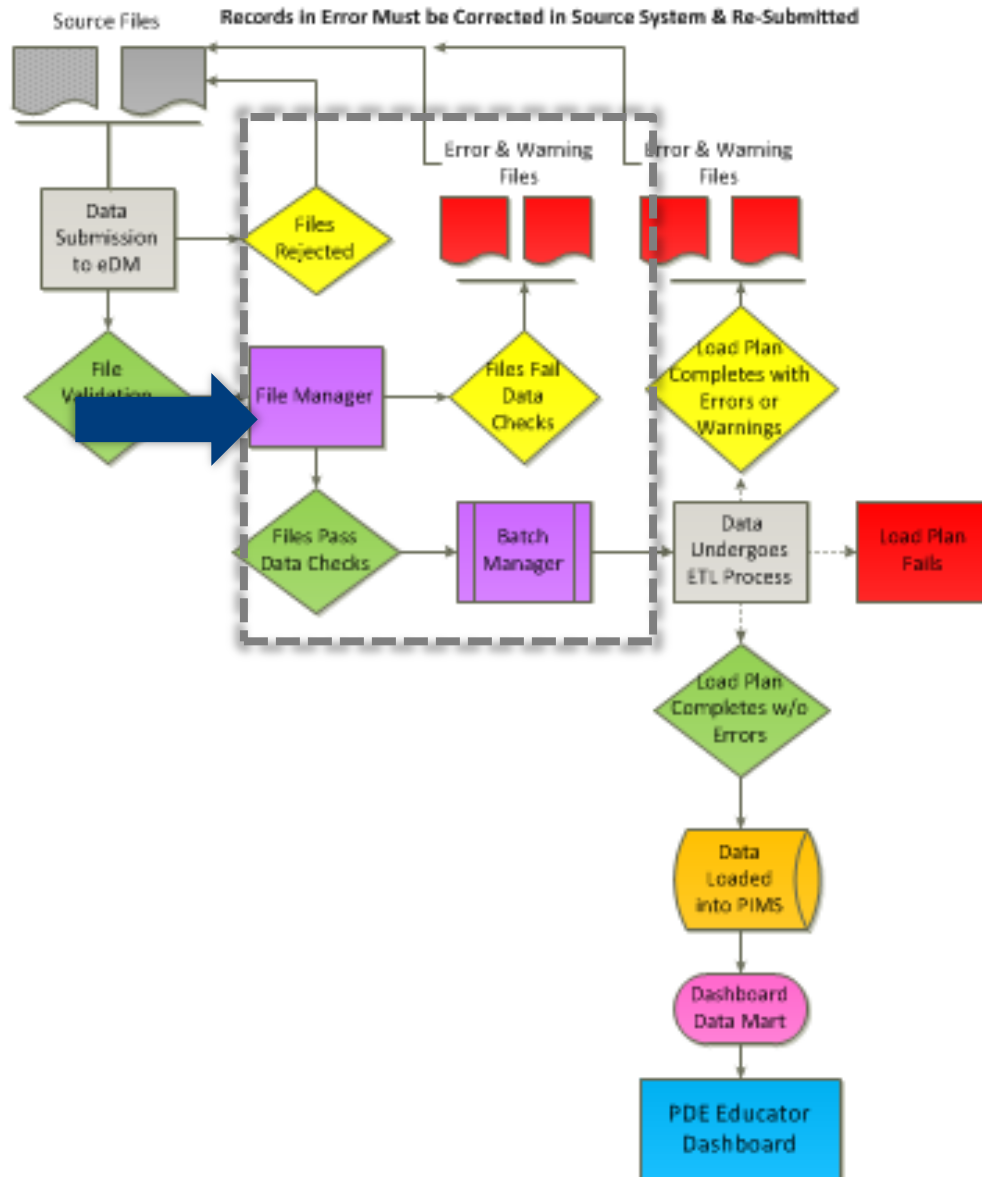 Source Files
Records in Error Must be Corrected in Source System & Re-Submitted
Error & Warning
Files
Error & Warning
Files
Data
Submission
to eDM
Files
Rejected
File
Validation
File Manager
Files Fail
Data
Checks
Load Plan
Completes with
Errors or
Warnings
Files Pass
Data Checks
Batch
Manager
Data
Undergoes
ETL Process
Load Plan
Fails
Load Plan
Completes w/o
Errors
Data
Loaded
into PIMS
Dashboard
Data Mart
PDE Educator
Dashboard